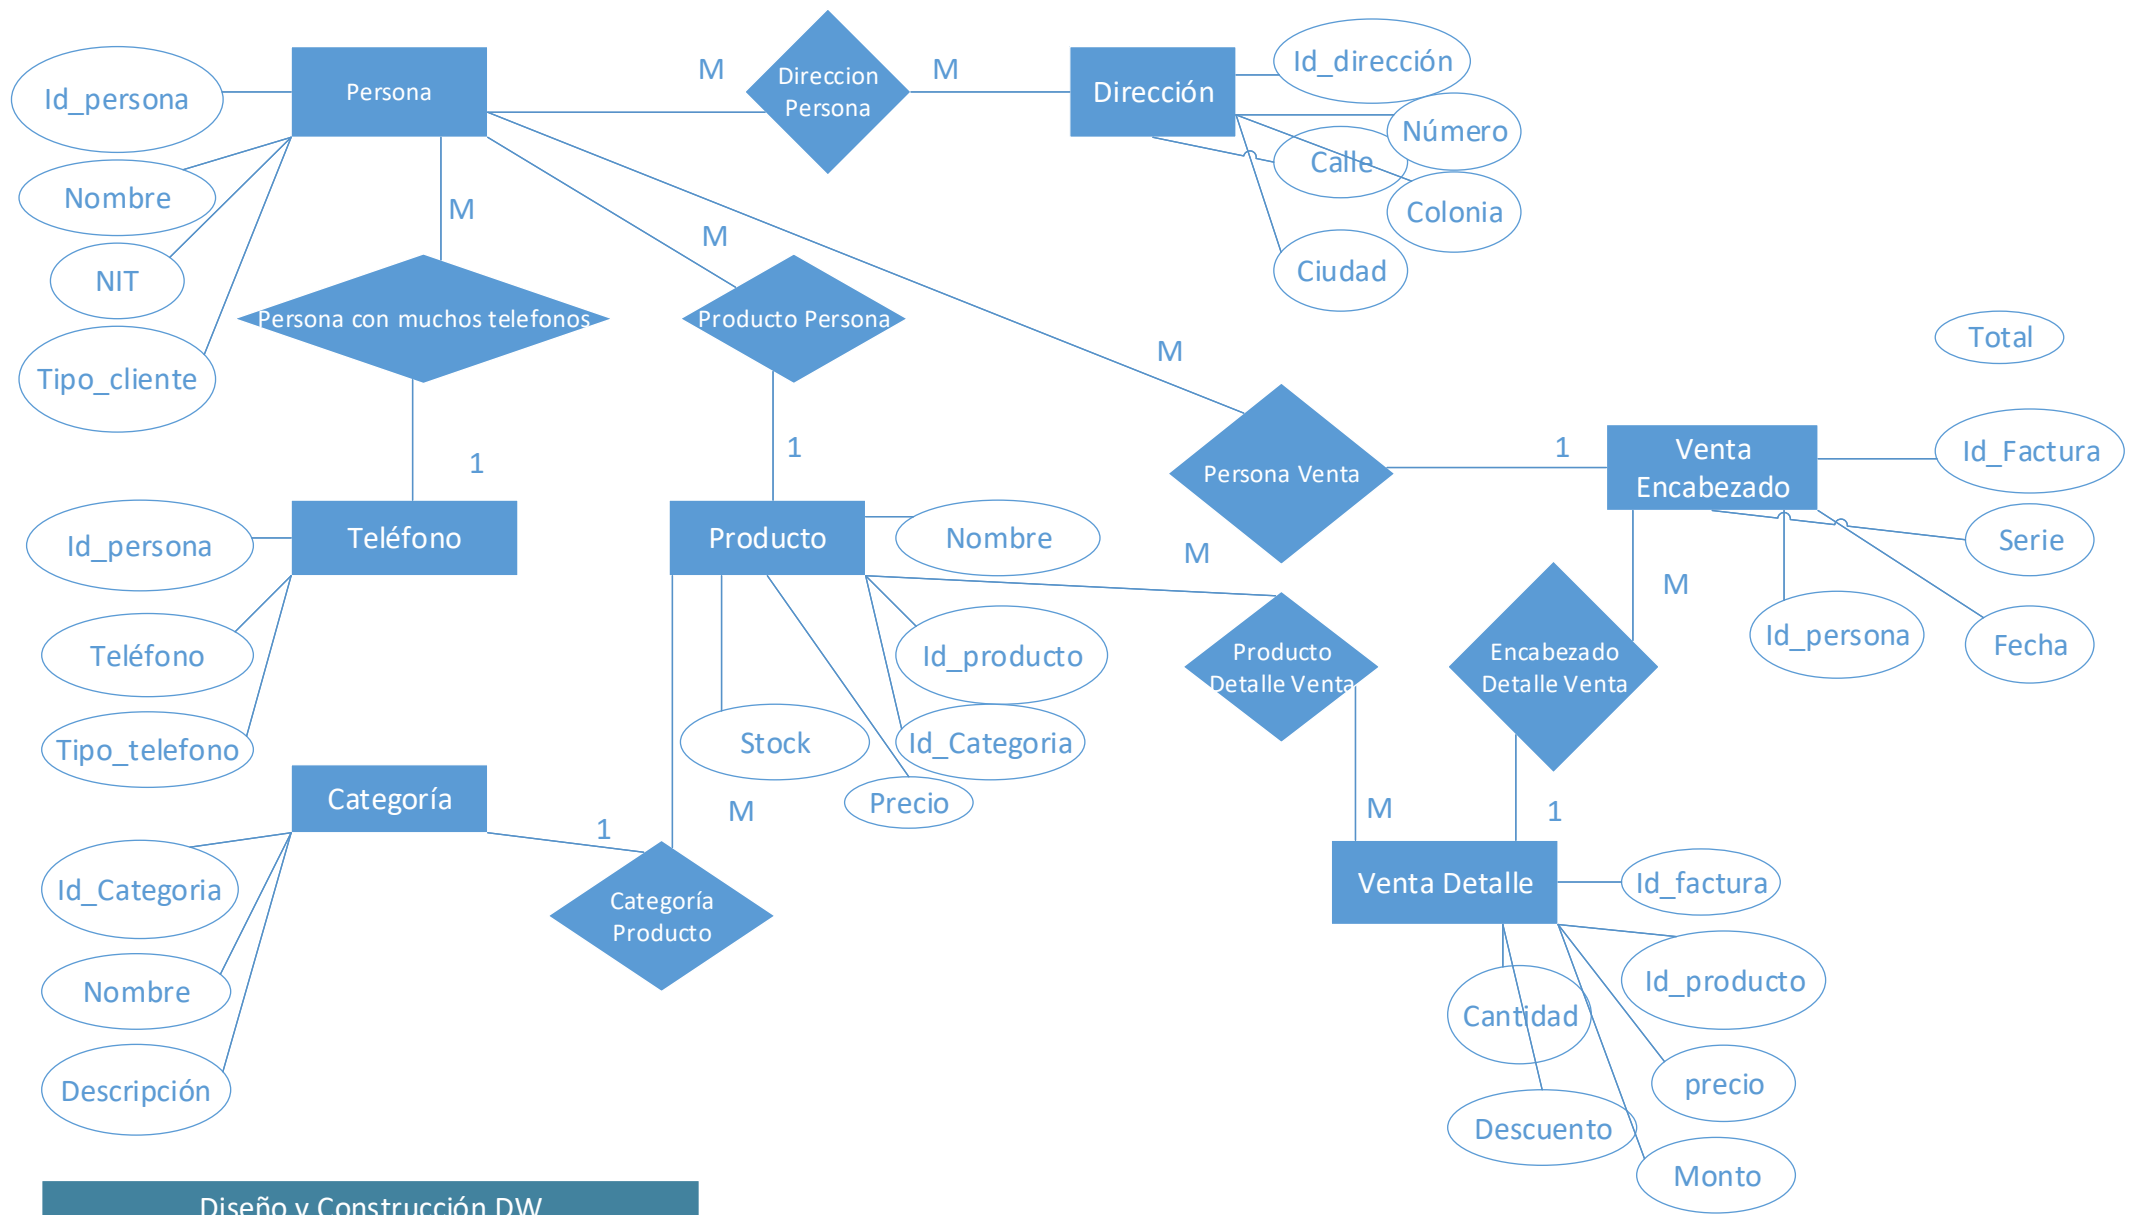 Id_persona
Persona
M
Direccion
Persona
M
Dirección
Id_dirección
Número
Calle
Colonia
Ciudad
Nombre
NIT
Tipo_cliente
M
M
M
Persona con muchos telefonos
Producto Persona
Total
1
1
Persona Venta
1
Venta
Encabezado
Id_Factura
Serie
Id_persona
Fecha
Id_persona
Teléfono
Teléfono
Tipo_telefono
Producto
Nombre
Id_producto
Id_Categoria
Stock
Precio
M
M
Producto
Detalle Venta
Encabezado
Detalle Venta
M
1
Categoría
1
M
Categoría
Producto
Id_Categoria
Nombre
Descripción
Venta Detalle
Id_factura
Id_producto
Cantidad
precio
Descuento
Monto
Diseño y Construcción DW